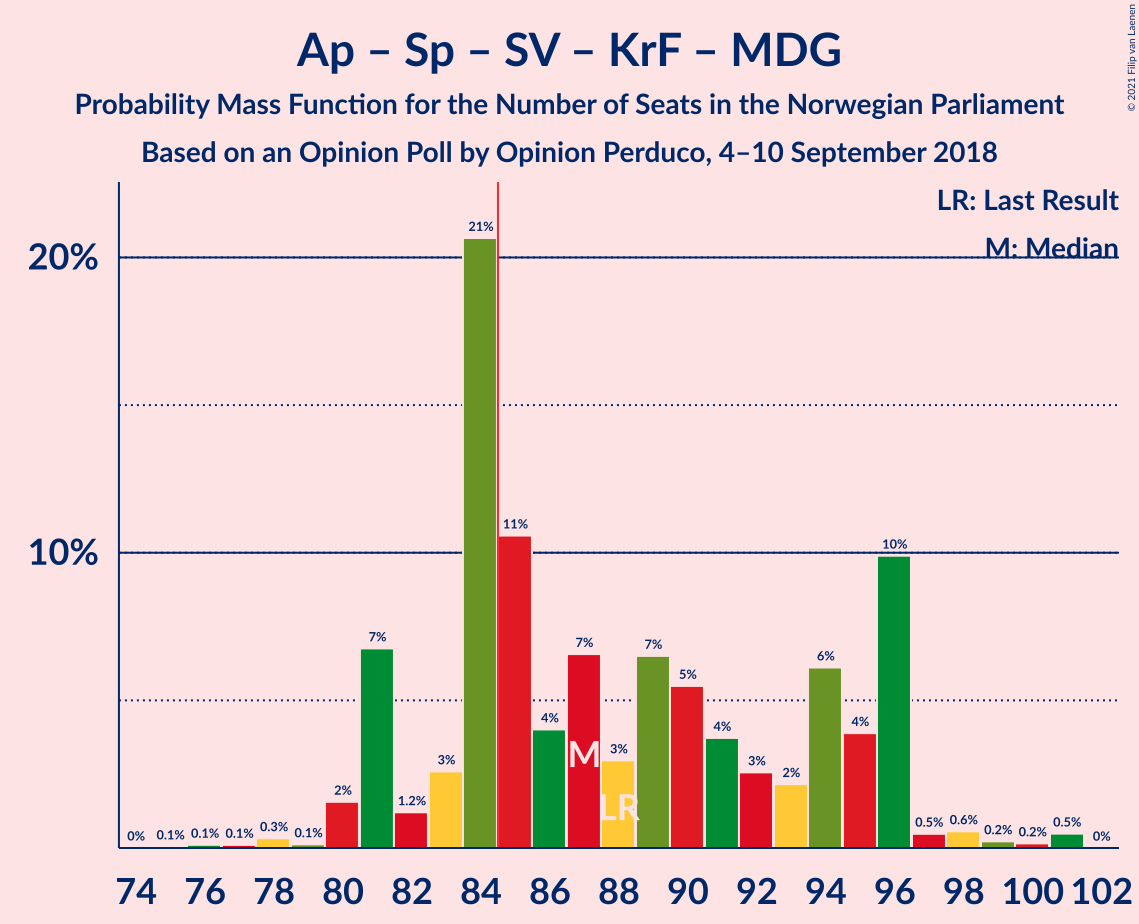 Ap – Sp – SV – KrF – MDG
Probability Mass Function for the Number of Seats in the Norwegian Parliament
Based on an Opinion Poll by Opinion Perduco, 4–10 September 2018
© 2021 Filip van Laenen
LR: Last Result
M: Median
20%
10%
0% 0.1% 0.1% 0.1% 0.3% 0.1% 2% 7% 1.2% 3% 21% 11% 4% 7% 3% 7% 5% 4% 3% 2% 6% 4% 10% 0.5% 0.6% 0.2% 0.2% 0.5% 0%
M
LR
74 76 78 80 82 84 86 88 90 92 94 96 98 100 102